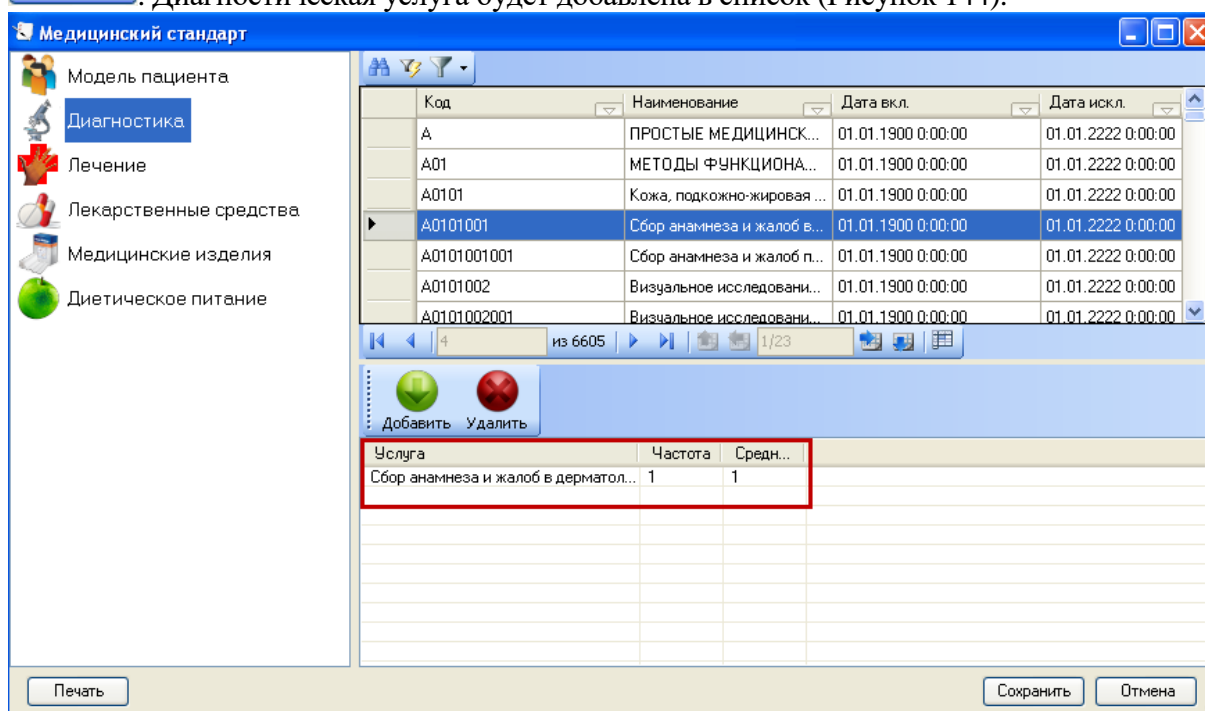 . Диагностическая услуга будет добавлена в список (Рисунок 144).
Медицинский стандарт
Модель пациента
Диагностика
Лечение
Лекарственные средства
Медицинские изделия
Диетическое питание
Код Наименование Дата вкл. Дата искл.
A ПРОСТЫЕ МЕДИЦИНСК... 01.01.1900 0:00:00 01.01.2222 0:00:00
A01 МЕТОДЫ ФУНКЦИОНА... 01.01.1900 0:00:00 01.01.2222 0:00:00
A0101 Кожа, подкожно-жировая ... 01.01.1900 0:00:00 01.01.2222 0:00:00
A0101001 Сбор анамнеза и жалоб в... 01.01.1900 0:00:00 01.01.2222 0:00:00
A0101001001 Сбор анамнеза и жалоб п... 01.01.1900 0:00:00 01.01.2222 0:00:00
A0101002 Визуальное исследовани... 01.01.1900 0:00:00 01.01.2222 0:00:00
A0101002001 Визуальное исследовани... 01.01.1900 0:00:00 01.01.2222 0:00:00
4 из 6605 1/23
Добавить Удалить
Услуга Частота Средн...
Сбор анамнеза и жалоб в дерматол... 1 1
Печать Сохранить Отмена